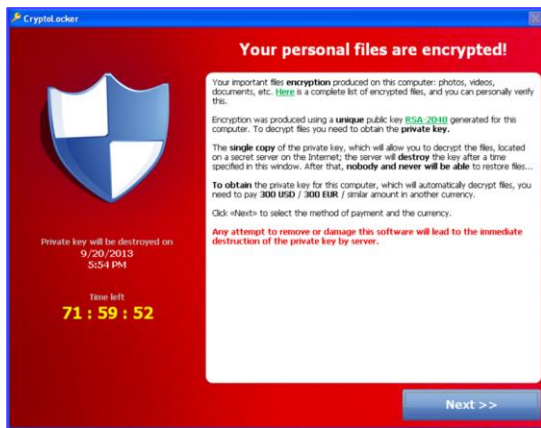 CryptoLocker
Your personal files are encrypted!
Your important files encryption produced on this computer: photos, videos,
documents, etc. Here is a complete list of encrypted files, and you can personally verify
this.
Encryption was produced using a unique public key RSA-2048 generated for this
computer. To decrypt files you need to obtain the private key.
The single copy of the private key, which will allow you to decrypt the files, located
on a secret server on the Internet; the server will destroy the key after a time
specified in this window. After that, nobody and never will be able to restore files...
To obtain the private key for this computer, which will automatically decrypt files, you
need to pay 300 USD / 300 EUR / similar amount in another currency.
Click «Next» to select the method of payment and the currency.
Any attempt to remove or damage this software will lead to the immediate
destruction of the private key by server.
Private key will be destroyed on
9/20/2013
5:54 PM
Time left
71 : 59 : 52
Next >>